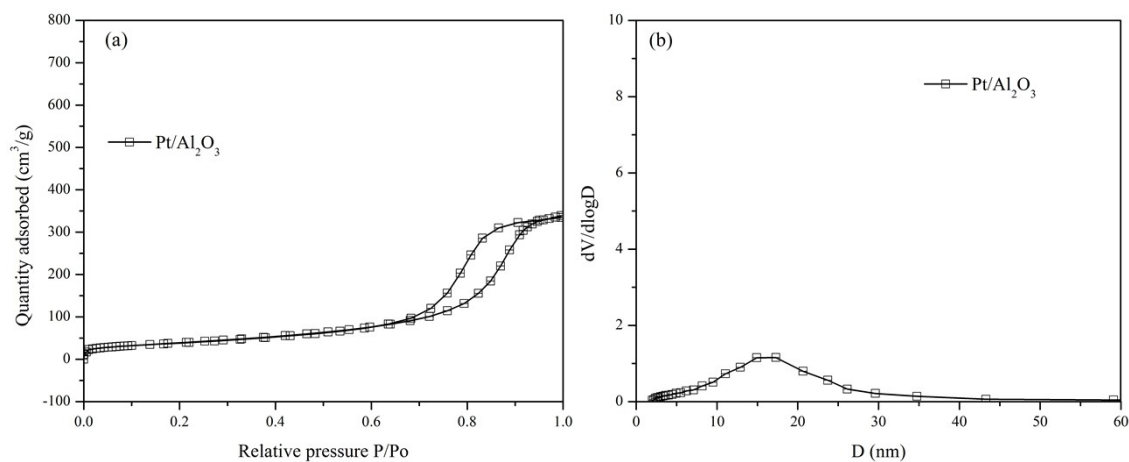 (a)
800
700
600
500
400
300
200
100
0
-100
Quantity adsorbed (cm³/g)
Pt/Al₂O₃
0.0 0.2 0.4 0.6 0.8 1.0
Relative pressure P/Po
(b)
10
8
6
4
2
0
dV/dlogD
Pt/Al₂O₃
0 10 20 30 40 50 60
D (nm)